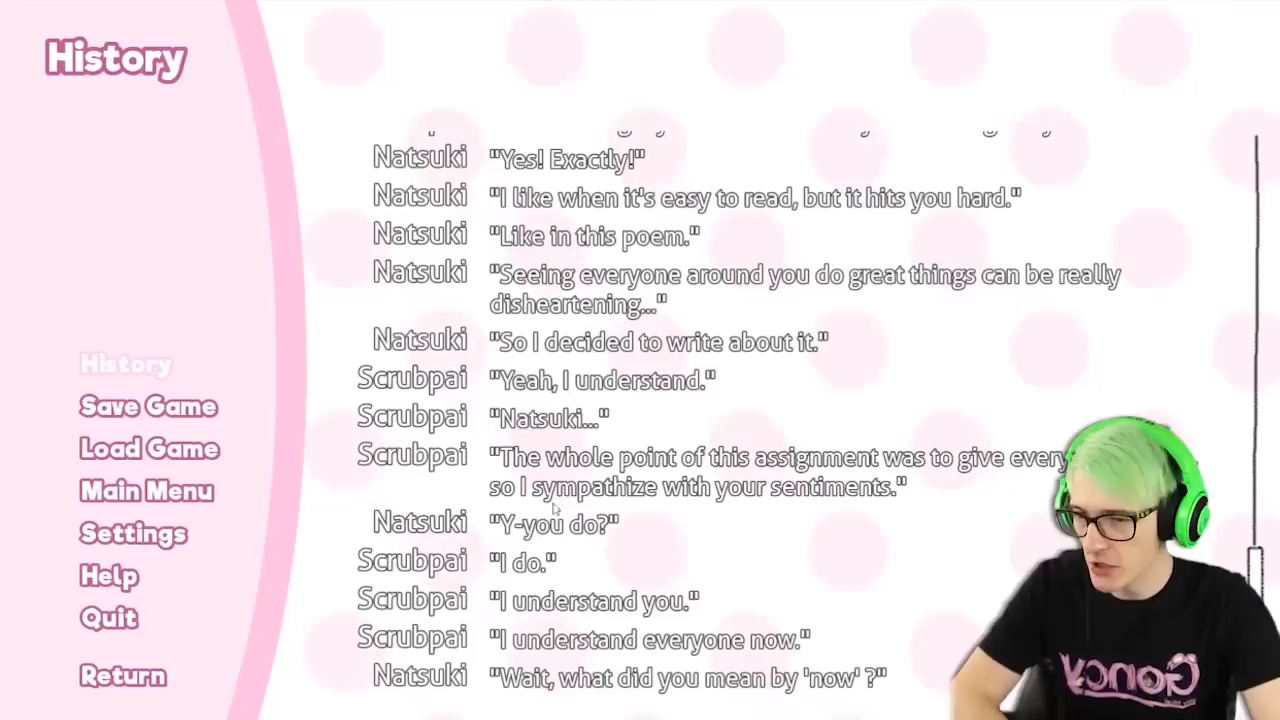 History
Natsuki "Yes! Exactly!"
Natsuki "I like when it's easy to read, but it hits you hard."
Natsuki "Like in this poem."
Natsuki "Seeing everyone around you do great things can be really
disheartening..."
Natsuki "So I decided to write about it."
Scrubpai "Yeah, I understand."
Scrubpai "Natsuki..."
Scrubpai "The whole point of this assignment was to give
so I sympathize with your sentiments."
Natsuki "Y-you do?"
Scrubpai "I do."
Scrubpai "I understand you."
Scrubpai "I understand everyone now."
Natsuki "Wait, what did you mean by 'now' ?"
History
Save Game
Load Game
Main Menu
Settings
Help
Quit
Return